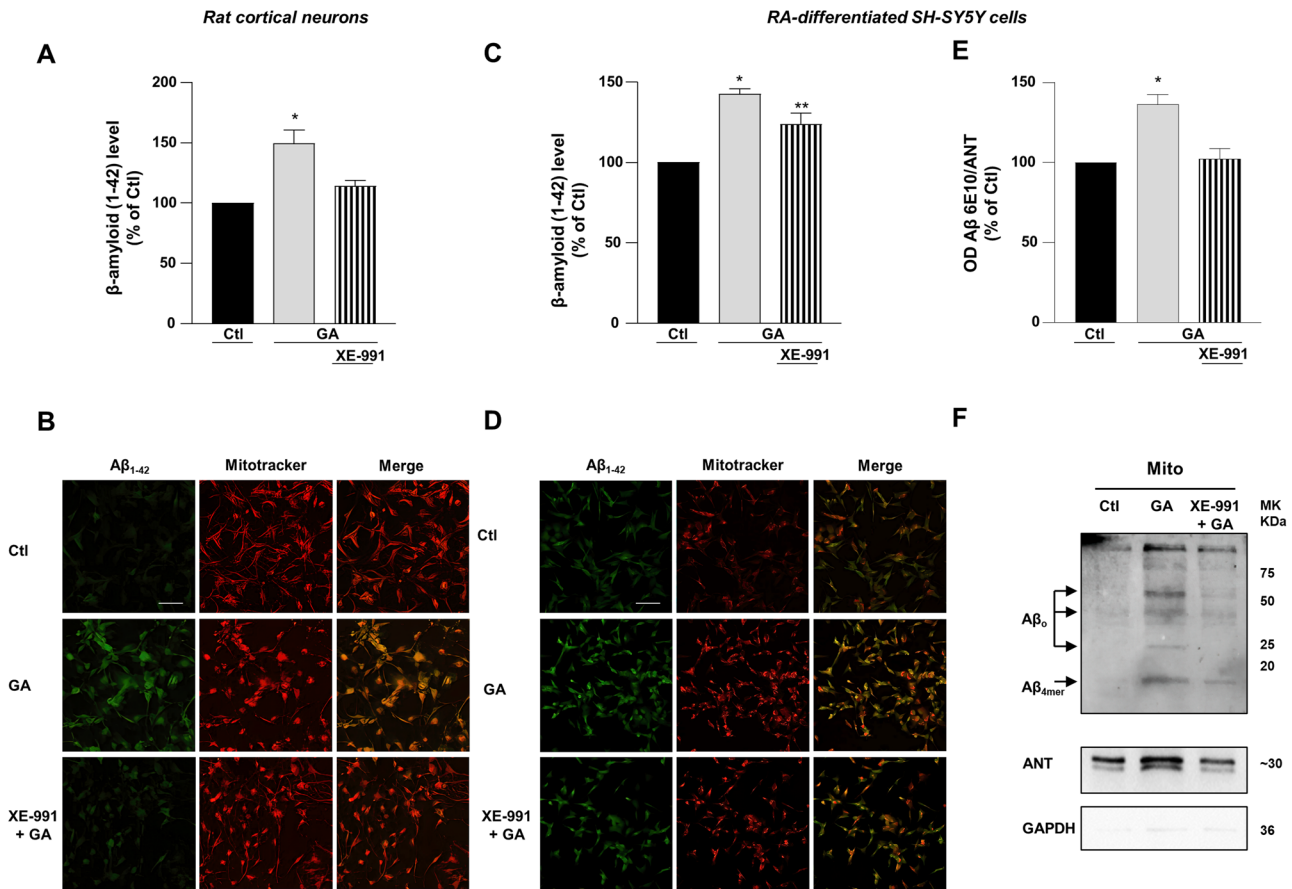 Rat cortical neurons
RA-differentiated SH-SY5Y cells
A
β-amyloid (1-42) level
(% of Ctl)
200
150
100
50
0
*
Ctl
GA
XE-991
C
β-amyloid (1-42) level
(% of Ctl)
150
100
50
0
*
**
Ctl
GA
XE-991
E
OD Aβ 6E10/ANT
(% of Ctl)
150
100
50
0
*
Ctl
GA
XE-991
B
Aβ1-42 Mitotracker Merge
Ctl
GA
XE-991
+ GA
D
Aβ1-42 Mitotracker Merge
Ctl
GA
XE-991
+ GA
F
Mito
Ctl GA XE-991
+ GA
MK
KDa
75
50
25
20
Aβo
Aβ4mer
ANT ~30
GAPDH 36